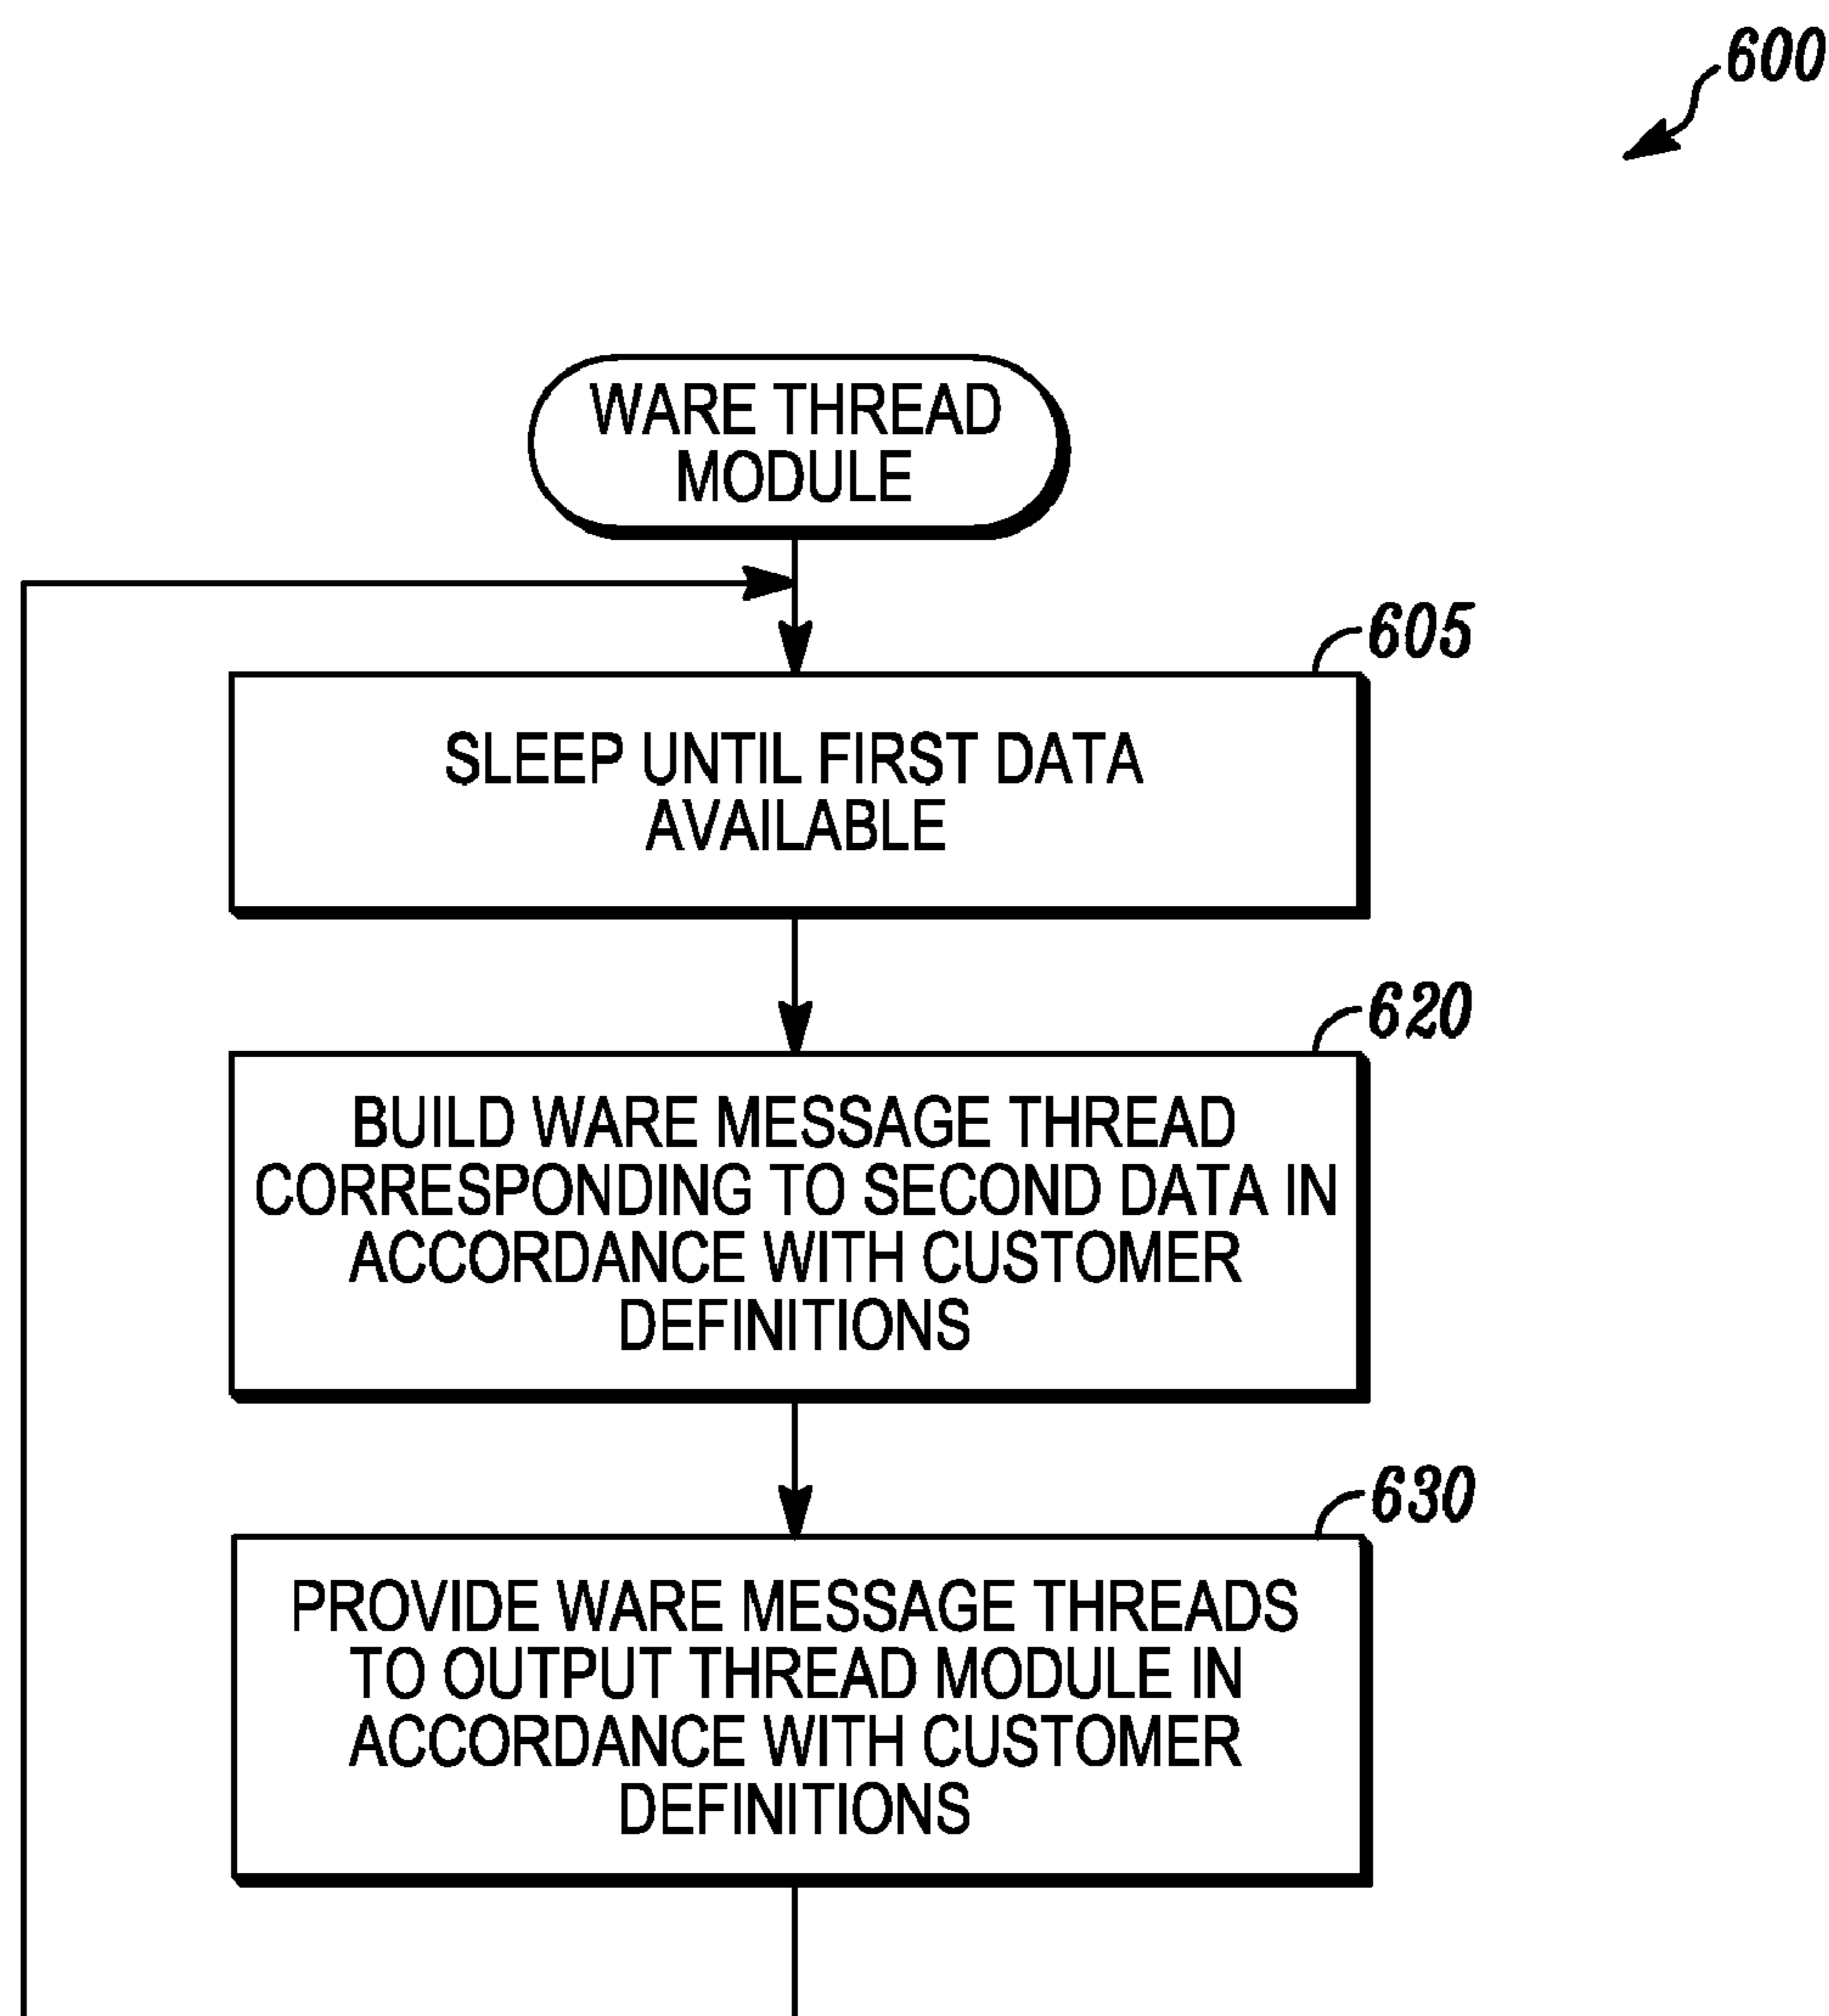 600
WARE THREAD
MODULE
605
SLEEP UNTIL FIRST DATA
AVAILABLE
620
BUILD WARE MESSAGE THREAD
CORRESPONDING TO SECOND DATA IN
ACCORDANCE WITH CUSTOMER
DEFINITIONS
630
PROVIDE WARE MESSAGE THREADS
TO OUTPUT THREAD MODULE IN
ACCORDANCE WITH CUSTOMER
DEFINITIONS